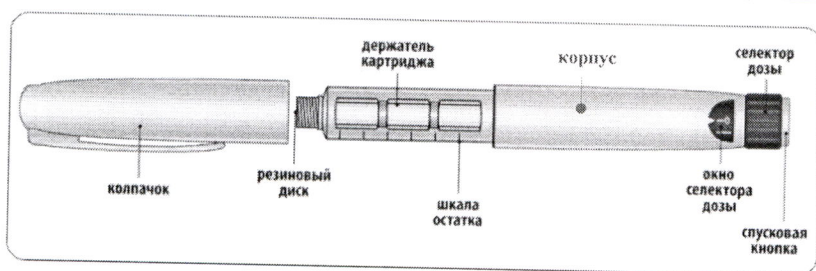 держатель
картриджа
корпус
селектор
дозы
колпачок
резиновый
диск
шкала
остатка
окно
селектора
дозы
спусковая
кнопка